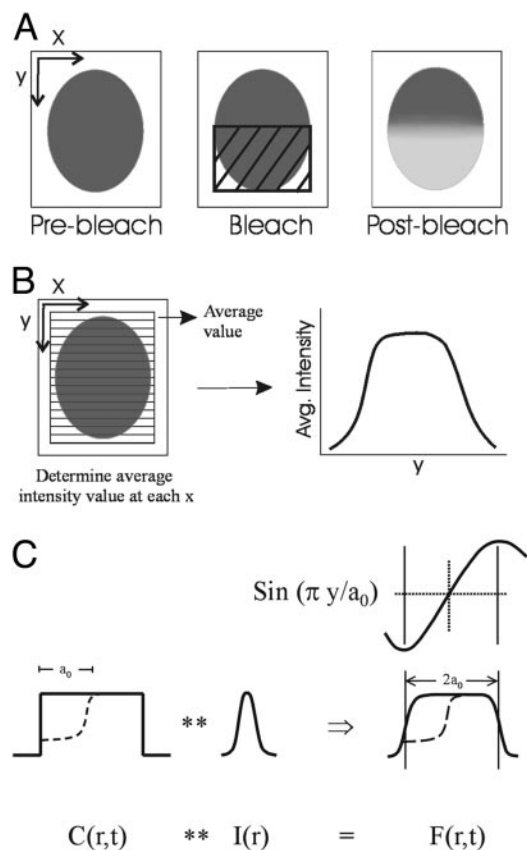 A
X
y
Pre-bleach
Bleach
Post-bleach
B
X
y
Average
value
Determine average
intensity value at each x
Avg. Intensity
y
C
Sin (π y/a₀)
a₀
**
⇒
2a₀
C(r,t) ** I(r) = F(r,t)